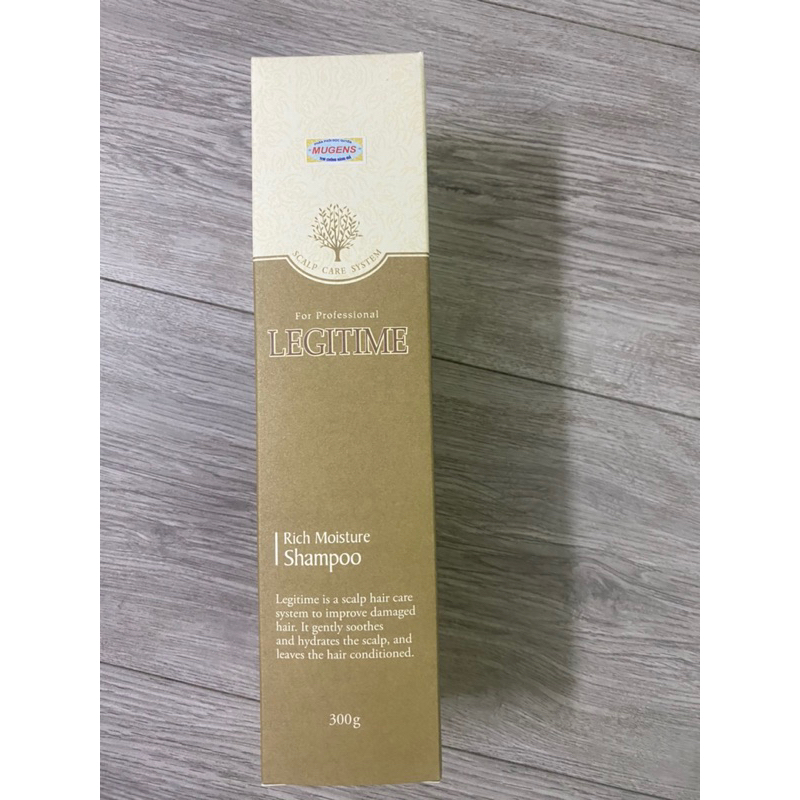 MUGENS
SCALP CARE SYSTEM
For Professional
LEGITIME
Rich Moisture
Shampoo
Legitime is a scalp hair care
system to improve damaged
hair. It gently soothes
and hydrates the scalp, and
leaves the hair conditioned.
300g